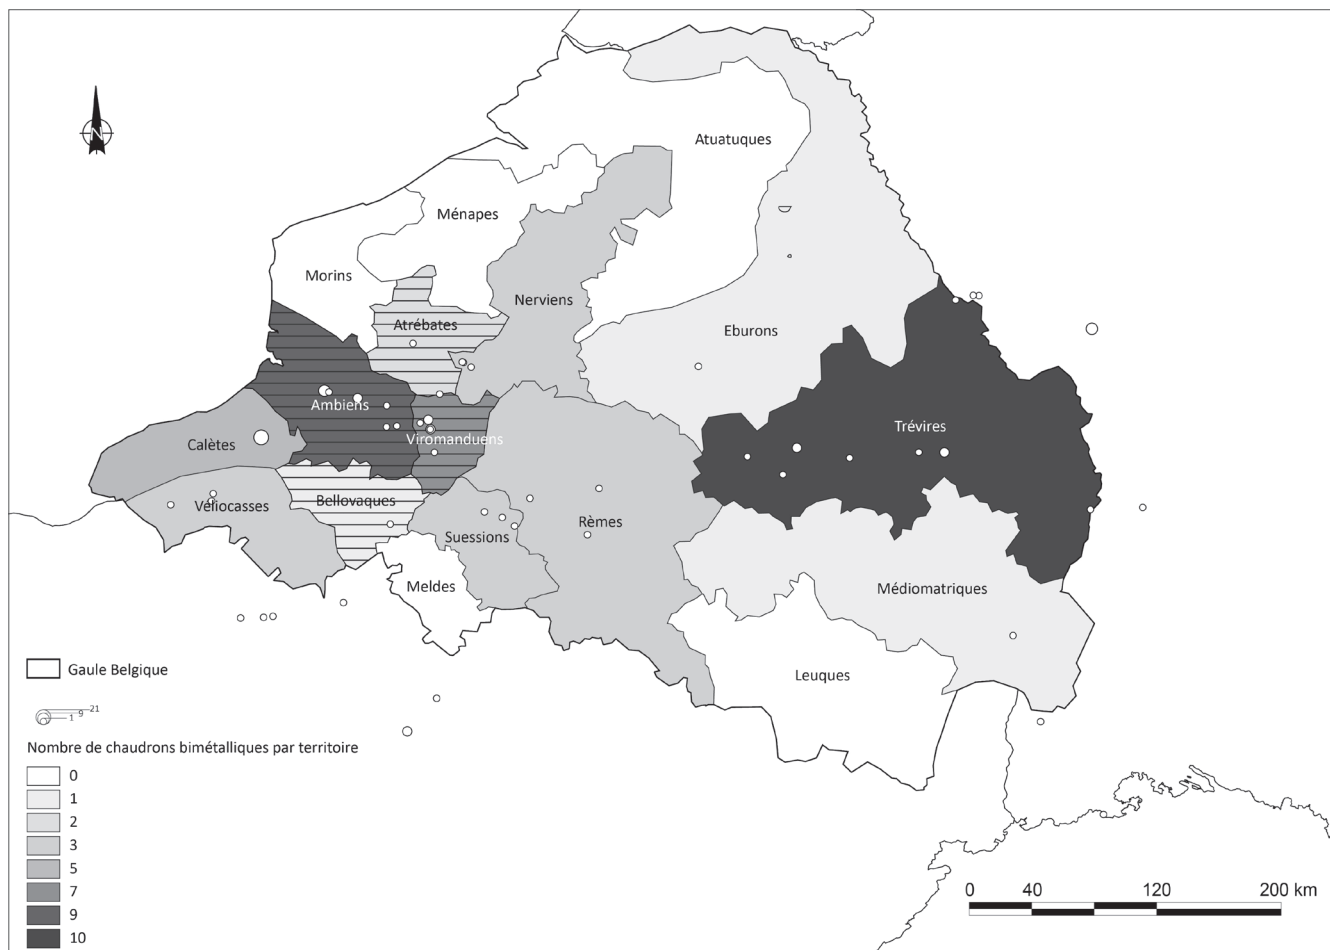 N
Atuatuques
Ménapes
Morins
Nerviens
Atrébates
Eburons
Ambiens
Trévires
Calètes
Viromanduens
Bellovaques
Véliocasses
Rèmes
Suessions
Meldes
Médiomatriques
Leuques
Gaule Belgique
1 9 21
Nombre de chaudrons bimétalliques par territoire
0
1
2
3
5
7
9
10
0 40 120 200 km